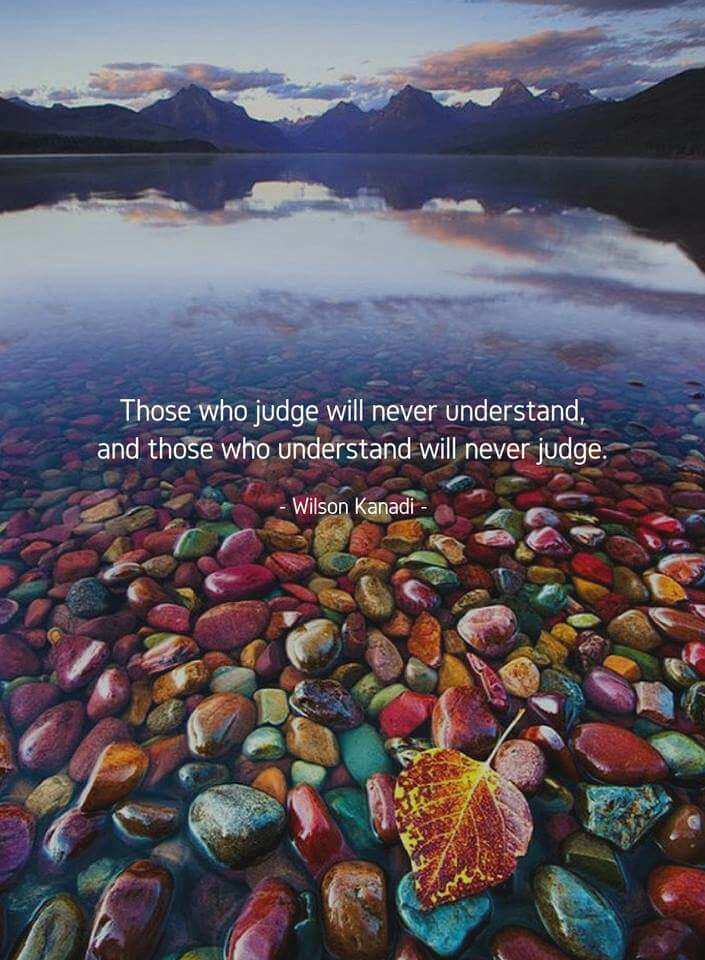 Those who judge will never understand,
and those who understand will never judge.
- Wilson Kanadi -